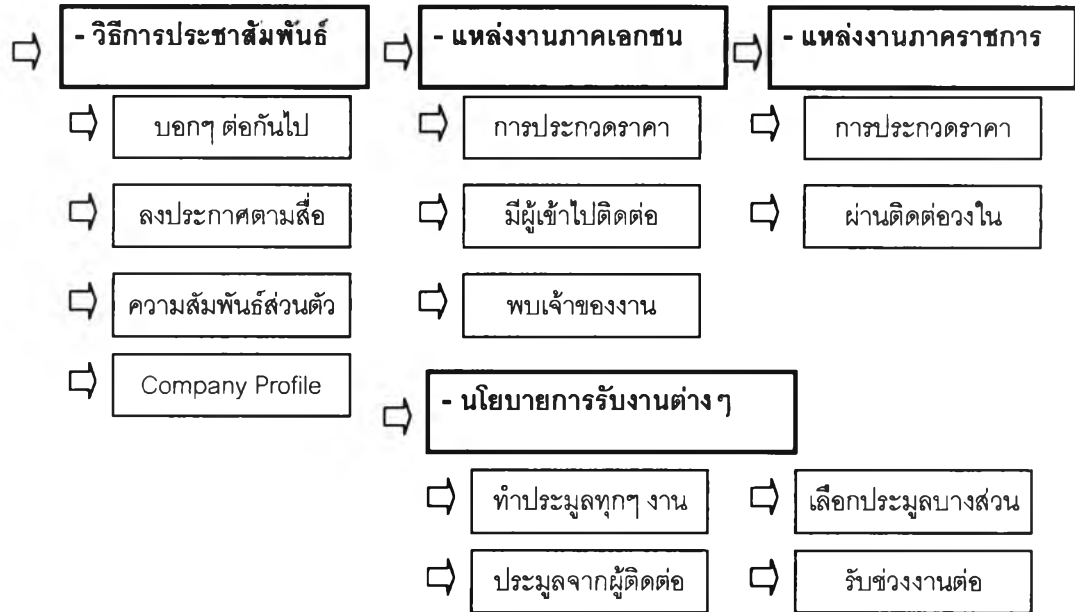 - วิธีการประชาสัมพันธ์
บอกๆ ต่อกันไป
ลงประกาศตามสื่อ
ความสัมพันธ์ส่วนตัว
Company Profile
- แหล่งงานภาคเอกชน
การประกวดราคา
มีผู้เข้าไปติดต่อ
พบเจ้าของงาน
- แหล่งงานภาคราชการ
การประกวดราคา
ผ่านติดต่อวงใน
- นโยบายการรับงานต่างๆ
ทำประมูลทุกๆ งาน
เลือกประมูลบางส่วน
ประมูลจากผู้ติดต่อ
รับช่วงงานต่อ